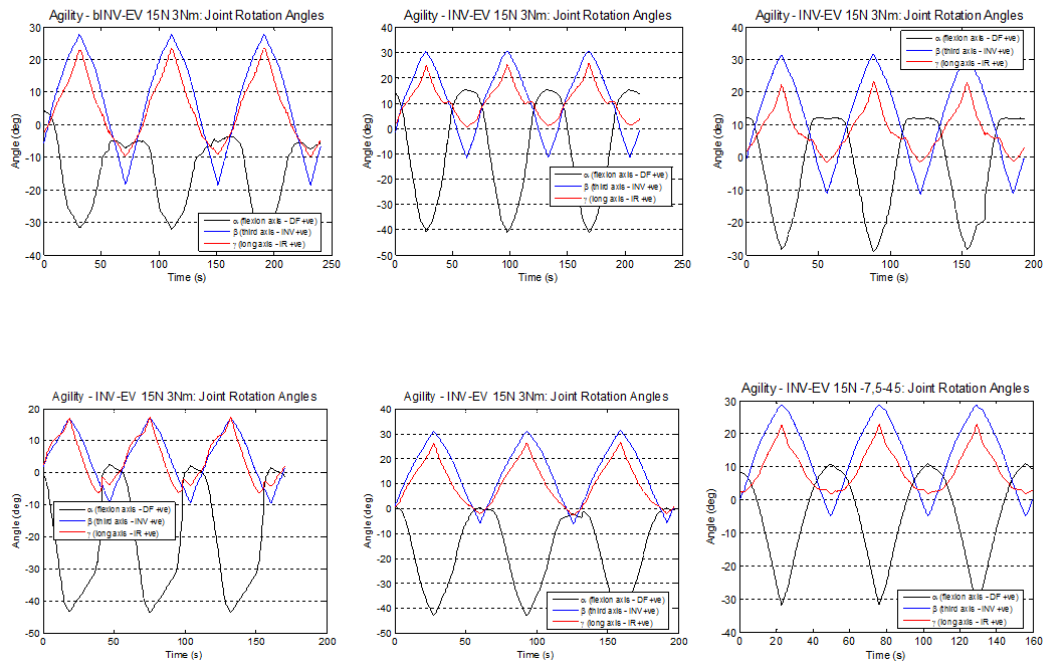 Agility - bINV-EV 15N 3Nm: Joint Rotation Angles
30
20
10
0
-10
-20
-30
-40
0
50
100
150
200
250
Angle (deg)
Time (s)
α (flexion axis - DF +ve)
β (third axis - INV +ve)
γ (long axis - IR +ve)
Agility - INV-EV 15N 3Nm: Joint Rotation Angles
40
30
20
10
0
-10
-20
-30
-40
-50
0
50
100
150
200
250
Angle (deg)
Time (s)
α (flexion axis - DF +ve)
β (third axis - INV +ve)
γ (long axis - IR +ve)
Agility - INV-EV 15N 3Nm: Joint Rotation Angles
40
30
20
10
0
-10
-20
-30
0
50
100
150
200
Angle (deg)
Time (s)
α (flexion axis - DF +ve)
β (third axis - INV +ve)
γ (long axis - IR +ve)
Agility - INV-EV 15N 3Nm: Joint Rotation Angles
20
10
0
-10
-20
-30
-40
-50
0
50
100
150
200
Angle (deg)
Time (s)
α (flexion axis - DF +ve)
β (third axis - INV +ve)
γ (long axis - IR +ve)
Agility - INV-EV 15N 3Nm: Joint Rotation Angles
40
30
20
10
0
-10
-20
-30
-40
-50
0
50
100
150
200
Angle (deg)
Time (s)
α (flexion axis - DF +ve)
β (third axis - INV +ve)
γ (long axis - IR +ve)
Agility - INV-EV 15N -7,5-45: Joint Rotation Angles
30
20
10
0
-10
-20
-30
-40
0
20
40
60
80
100
120
140
160
Angle (deg)
Time (s)
α (flexion axis - DF +ve)
β (third axis - INV +ve)
γ (long axis - IR +ve)